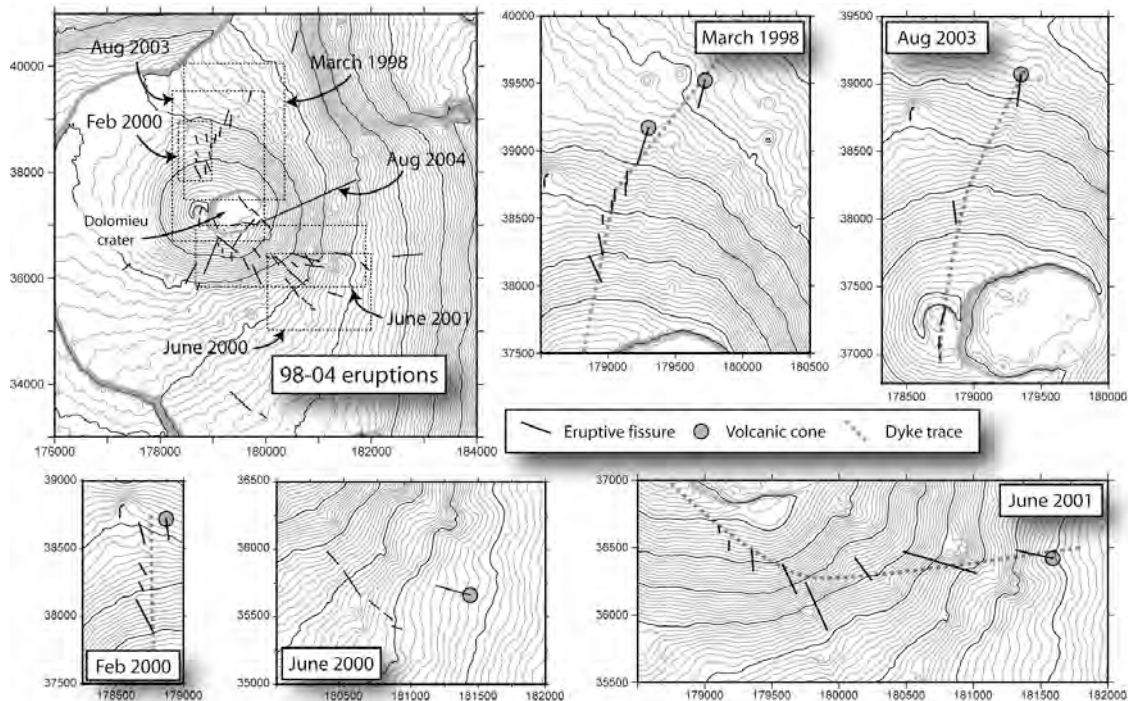 40000
38000
36000
34000
176000 178000 180000 182000 184000
Aug 2003
March 1998
Feb 2000
Aug 2004
Dolomieu
crater
June 2001
June 2000
98-04 eruptions
40000
39500
39000
38500
38000
37500
179000 179500 180000 180500
March 1998
39500
39000
38500
38000
37500
37000
178500 179000 179500 180000
Aug 2003
Eruptive fissure Volcanic cone Dyke trace
39000
38500
38000
37500
178500 179000
Feb 2000
36500
36000
35500
35000
180500 181000 181500 182000
June 2000
37000
36500
36000
35500
179000 179500 180000 180500 181000 181500 182000
June 2001